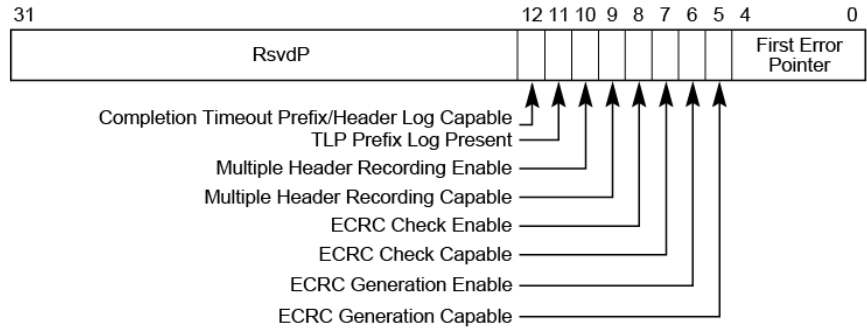 31 12 11 10 9 8 7 6 5 4 0
RsvdP
First Error
Pointer
Completion Timeout Prefix/Header Log Capable
TLP Prefix Log Present
Multiple Header Recording Enable
Multiple Header Recording Capable
ECRC Check Enable
ECRC Check Capable
ECRC Generation Enable
ECRC Generation Capable